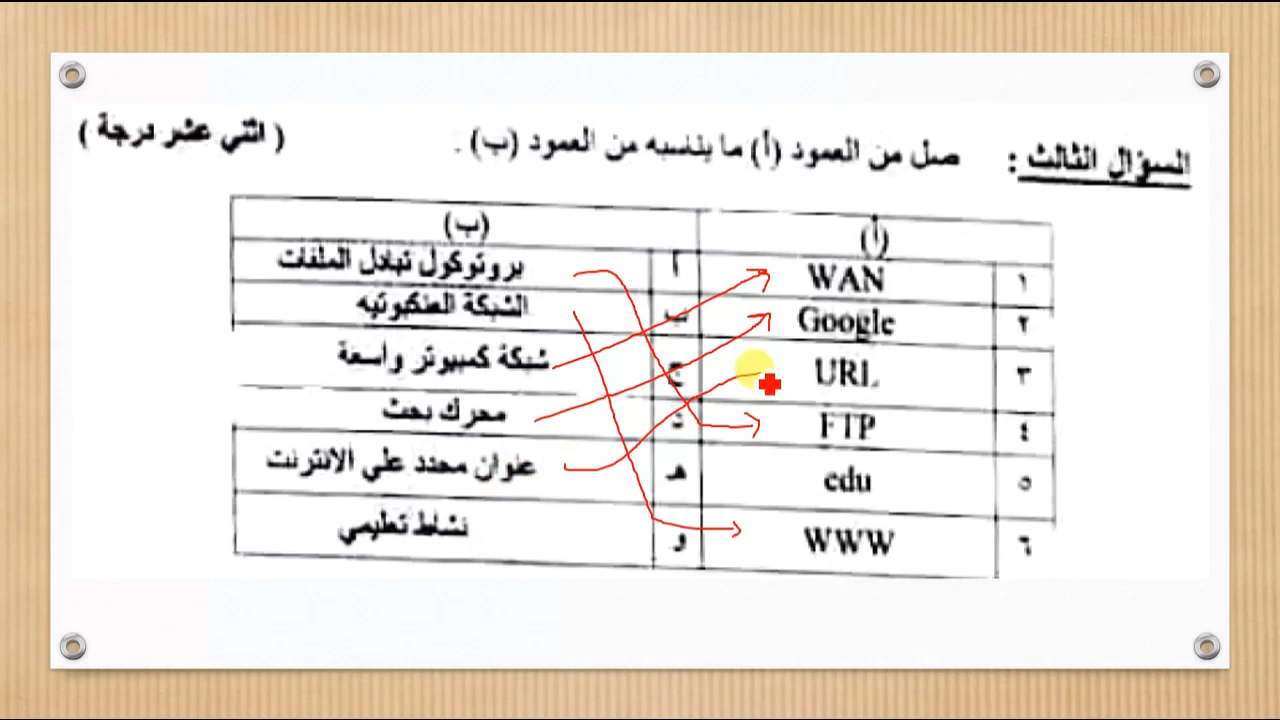 السؤال الثالث : صل من العمود (أ) ما يناسبه من العمود (ب) . ( اثني عشر درجة )
(أ) (ب)
١ WAN أ بروتوكول تبادل الملفات
٢ Google ب الشبكة العنكبوتيه
٣ URL ج شبكة كمبيوتر واسعة
٤ FTP د محرك بحث
٥ edu هـ عنوان محدد علي الانترنت
٦ WWW و نشاط تعليمي